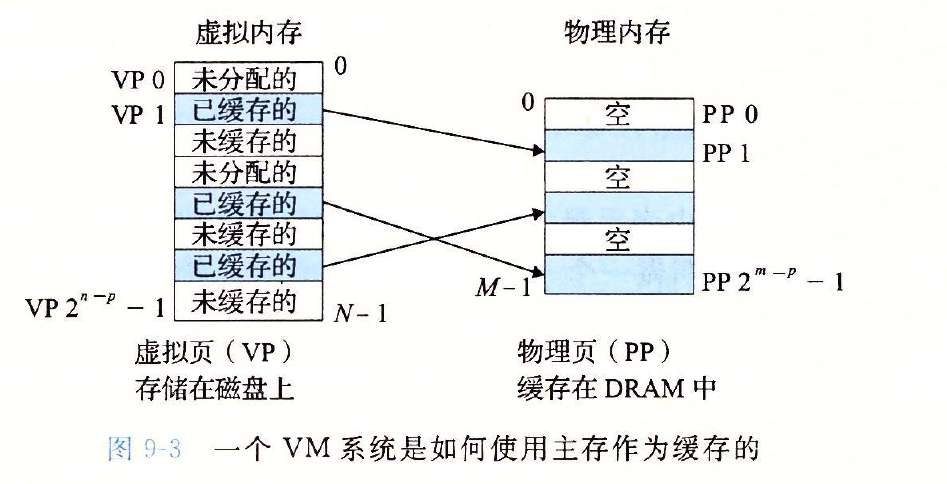 虚拟内存
物理内存
0
VP 0 未分配的
VP 1 已缓存的
未缓存的
未分配的
已缓存的
未缓存的
已缓存的
VP 2^{n-p} - 1 未缓存的
N-1
0
空 PP 0
PP 1
空
空
M-1
PP 2^{m-p} - 1
虚拟页(VP)
存储在磁盘上
物理页(PP)
缓存在 DRAM 中
图 9-3 一个 VM 系统是如何使用主存作为缓存的